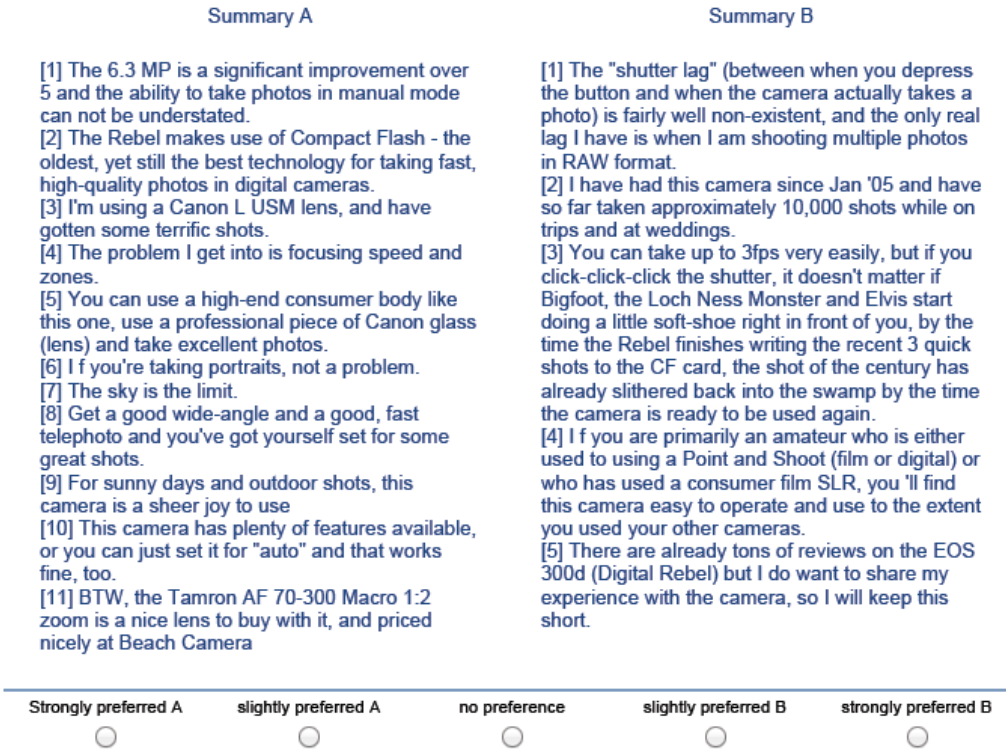 Summary A
[1] The 6.3 MP is a significant improvement over
5 and the ability to take photos in manual mode
can not be understated.
[2] The Rebel makes use of Compact Flash - the
oldest, yet still the best technology for taking fast,
high-quality photos in digital cameras.
[3] I'm using a Canon L USM lens, and have
gotten some terrific shots.
[4] The problem I get into is focusing speed and
zones.
[5] You can use a high-end consumer body like
this one, use a professional piece of Canon glass
(lens) and take excellent photos.
[6] I f you're taking portraits, not a problem.
[7] The sky is the limit.
[8] Get a good wide-angle and a good, fast
telephoto and you've got yourself set for some
great shots.
[9] For sunny days and outdoor shots, this
camera is a sheer joy to use
[10] This camera has plenty of features available,
or you can just set it for "auto" and that works
fine, too.
[11] BTW, the Tamron AF 70-300 Macro 1:2
zoom is a nice lens to buy with it, and priced
nicely at Beach Camera
Summary B
[1] The "shutter lag" (between when you depress
the button and when the camera actually takes a
photo) is fairly well non-existent, and the only real
lag I have is when I am shooting multiple photos
in RAW format.
[2] I have had this camera since Jan '05 and have
so far taken approximately 10,000 shots while on
trips and at weddings.
[3] You can take up to 3fps very easily, but if you
click-click-click the shutter, it doesn't matter if
Bigfoot, the Loch Ness Monster and Elvis start
doing a little soft-shoe right in front of you, by the
time the Rebel finishes writing the recent 3 quick
shots to the CF card, the shot of the century has
already slithered back into the swamp by the time
the camera is ready to be used again.
[4] I f you are primarily an amateur who is either
used to using a Point and Shoot (film or digital) or
who has used a consumer film SLR, you 'll find
this camera easy to operate and use to the extent
you used your other cameras.
[5] There are already tons of reviews on the EOS
300d (Digital Rebel) but I do want to share my
experience with the camera, so I will keep this
short.
Strongly preferred A slightly preferred A no preference slightly preferred B strongly preferred B